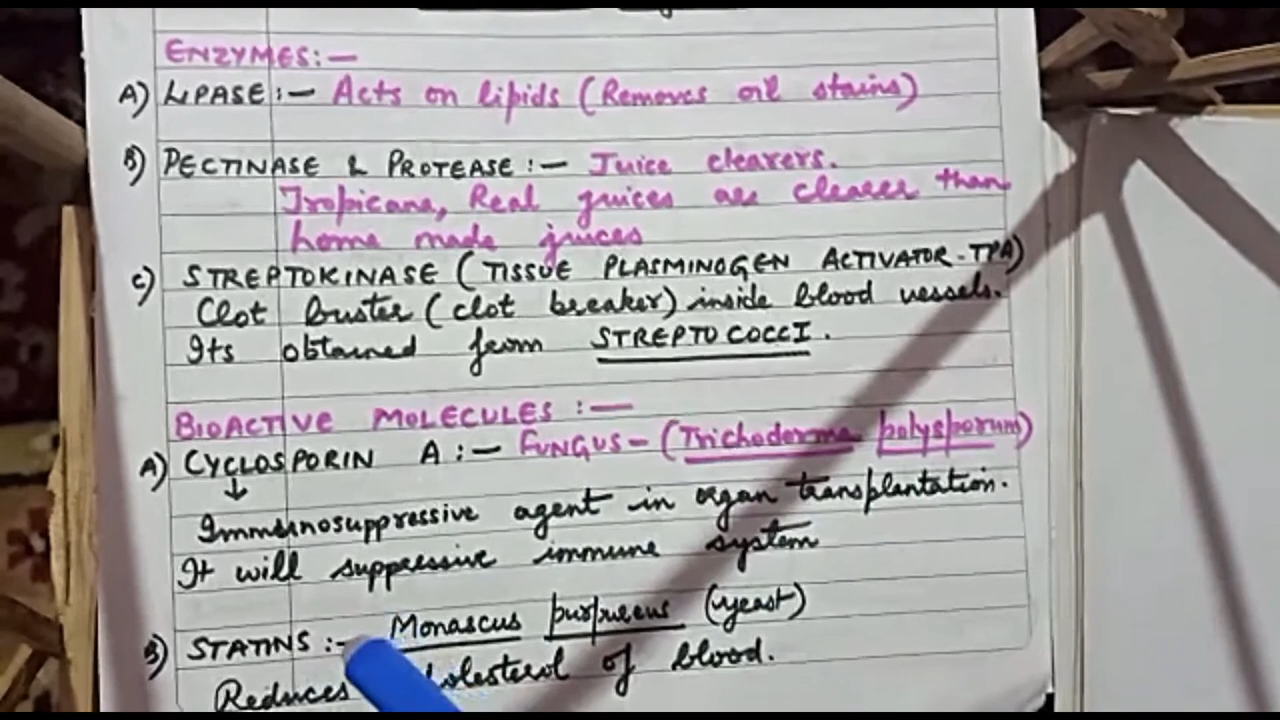 ENZYMES:-
A) LIPASE:- Acts on lipids (Removes oil stains)
B) PECTINASE & PROTEASE:- Juice clearers.
Tropicana, Real juices are clearer than
home made juices
C) STREPTOKINASE (TISSUE PLASMINOGEN ACTIVATOR-TPA)
Clot buster (clot breaker) inside blood vessels.
Its obtained from STREPTOCOCCI.
BIOACTIVE MOLECULES:-
A) CYCLOSPORIN A:- FUNGUS- (Trichoderma polysporum)
↓
Immunosuppressive agent in organ transplantation.
It will suppressive immune system
B) STATINS:- Monascus purpureus (yeast)
Reduces olesterol of blood.